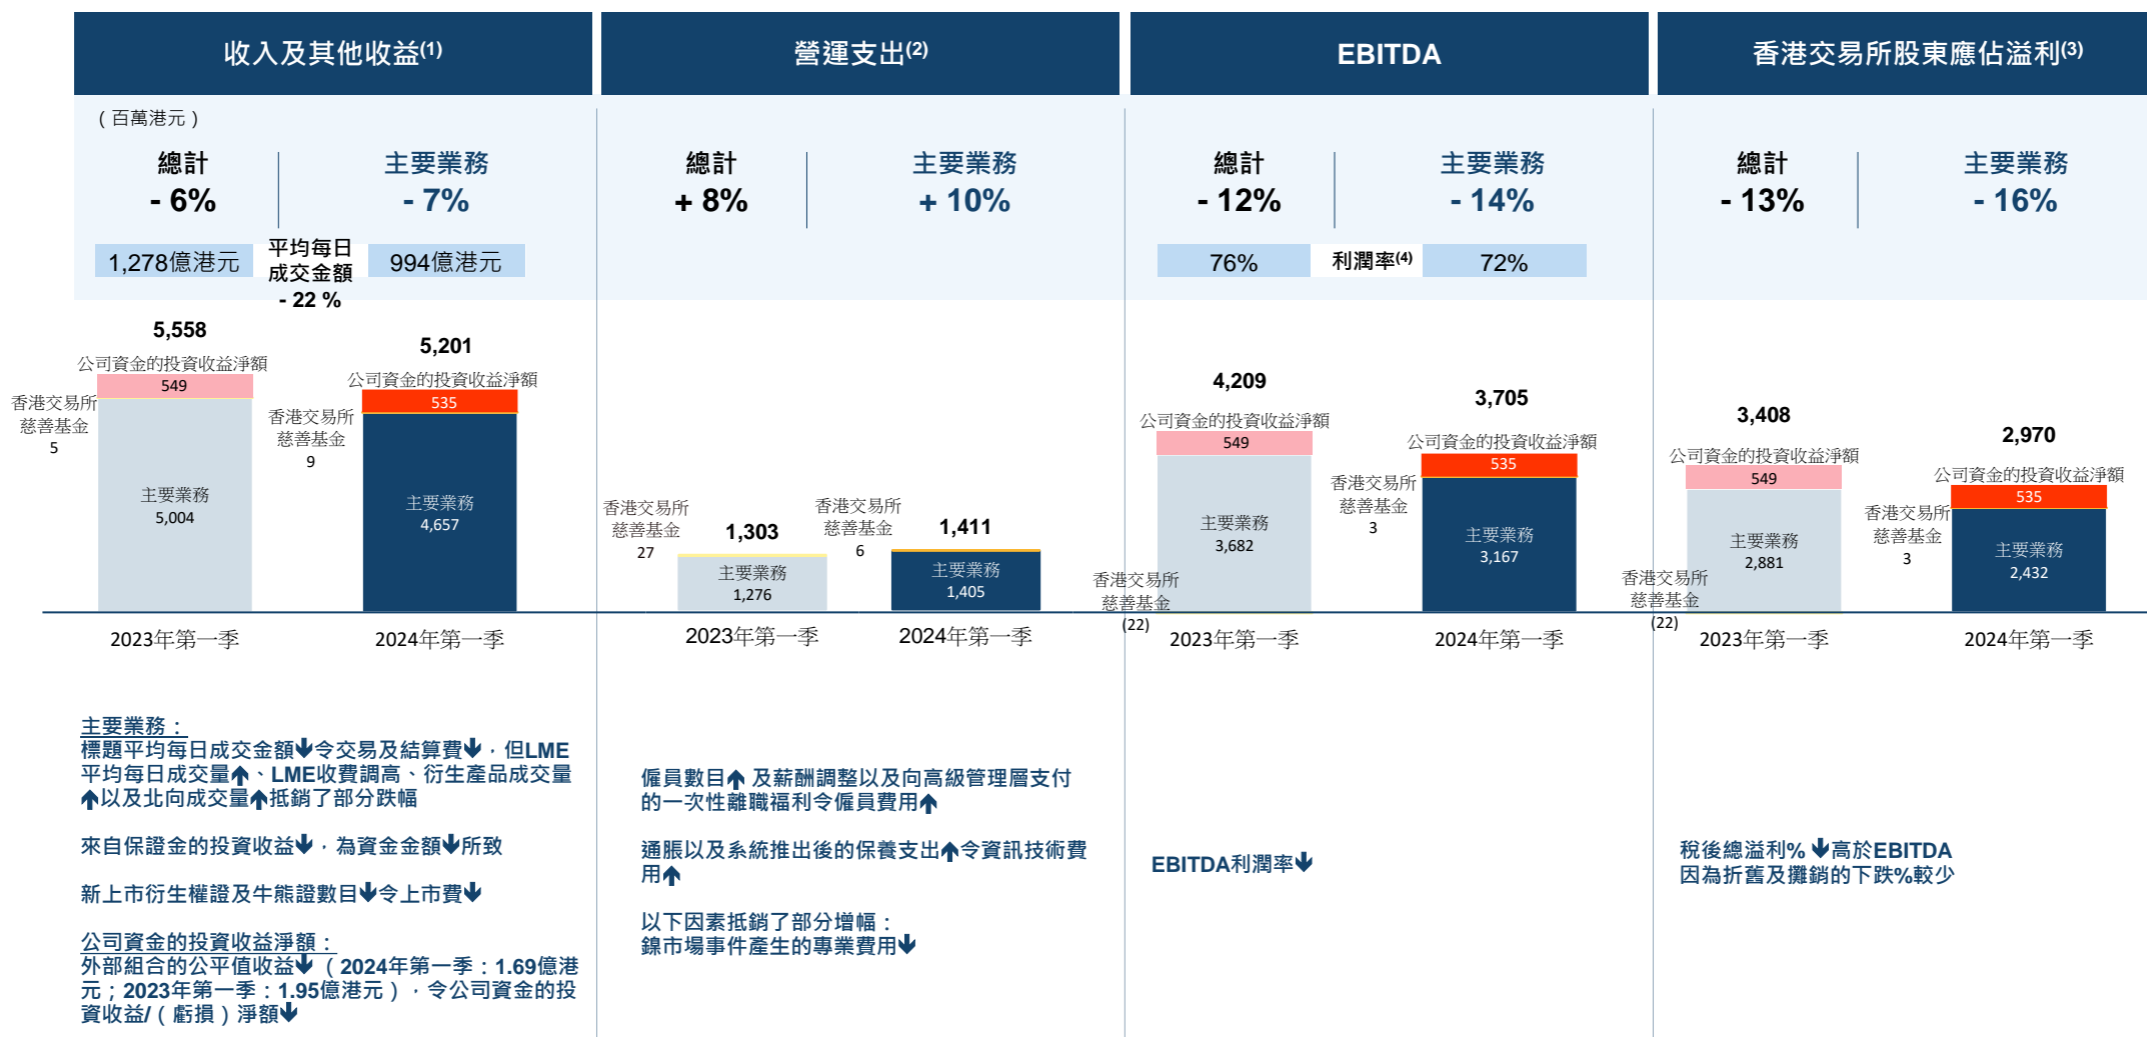 收入及其他收益(1)
營運支出(2)
EBITDA
香港交易所股東應佔溢利(3)
（百萬港元）
總計
- 6%
主要業務
- 7%
1,278億港元
平均每日
成交金額
- 22 %
994億港元
總計
+ 8%
主要業務
+ 10%
總計
- 12%
主要業務
- 14%
76%
利潤率(4)
72%
總計
- 13%
主要業務
- 16%
5,558
公司資金的投資收益淨額
549
香港交易所
慈善基金
5
主要業務
5,004
2023年第一季
5,201
公司資金的投資收益淨額
535
香港交易所
慈善基金
9
主要業務
4,657
2024年第一季
香港交易所
慈善基金
27
1,303
主要業務
1,276
2023年第一季
香港交易所
慈善基金
6
1,411
主要業務
1,405
2024年第一季
4,209
公司資金的投資收益淨額
549
主要業務
3,682
香港交易所
慈善基金
(22)
2023年第一季
3,705
公司資金的投資收益淨額
535
香港交易所
慈善基金
3
主要業務
3,167
2024年第一季
3,408
公司資金的投資收益淨額
549
主要業務
2,881
香港交易所
慈善基金
(22)
2023年第一季
2,970
公司資金的投資收益淨額
535
香港交易所
慈善基金
3
主要業務
2,432
2024年第一季
主要業務：
標題平均每日成交金額🡇令交易及結算費🡇，但LME
平均每日成交量🡅、LME收費調高、衍生產品成交量
🡅以及北向成交量🡅抵銷了部分跌幅
來自保證金的投資收益🡇，為資金金額🡇所致
新上市衍生權證及牛熊證數目🡇令上市費🡇
公司資金的投資收益淨額：
外部組合的公平值收益🡇（2024年第一季：1.69億港
元；2023年第一季：1.95億港元），令公司資金的投
資收益/（虧損）淨額🡇
僱員數目🡅 及薪酬調整以及向高級管理層支付
的一次性離職福利令僱員費用🡅
通脹以及系統推出後的保養支出🡅令資訊技術費
用🡅
以下因素抵銷了部分增幅：
鎳市場事件產生的專業費用🡇
EBITDA利潤率🡇
稅後總溢利% 🡇高於EBITDA
因為折舊及攤銷的下跌%較少